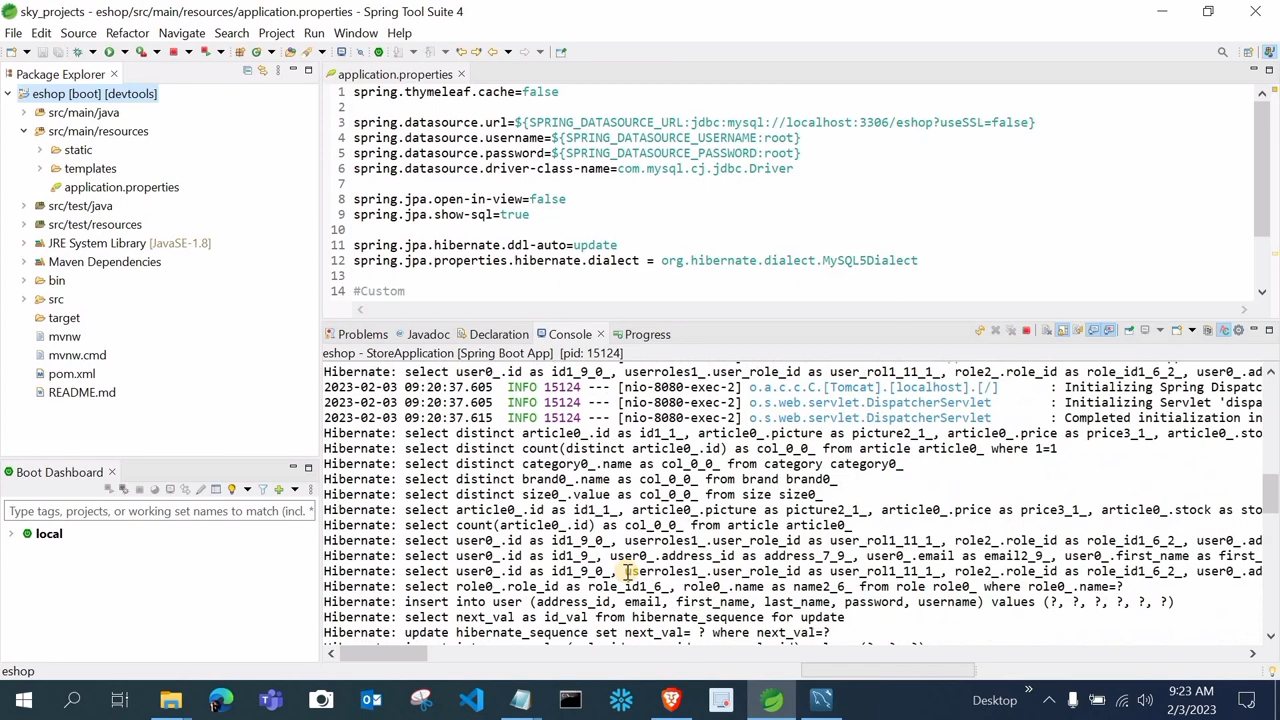 sky_projects - eshop/src/main/resources/application.properties - Spring Tool Suite 4
File Edit Source Refactor Navigate Search Project Run Window Help
Package Explorer
eshop [boot] [devtools]
src/main/java
src/main/resources
static
templates
application.properties
src/test/java
src/test/resources
JRE System Library [JavaSE-1.8]
Maven Dependencies
bin
src
target
mvnw
mvnw.cmd
pom.xml
README.md
Boot Dashboard
Type tags, projects, or working set names to match (incl. *
local
application.properties
1 spring.thymeleaf.cache=false
2
3 spring.datasource.url=${SPRING_DATASOURCE_URL:jdbc:mysql://localhost:3306/eshop?useSSL=false}
4 spring.datasource.username=${SPRING_DATASOURCE_USERNAME:root}
5 spring.datasource.password=${SPRING_DATASOURCE_PASSWORD:root}
6 spring.datasource.driver-class-name=com.mysql.cj.jdbc.Driver
7
8 spring.jpa.open-in-view=false
9 spring.jpa.show-sql=true
10
11 spring.jpa.hibernate.ddl-auto=update
12 spring.jpa.properties.hibernate.dialect = org.hibernate.dialect.MySQL5Dialect
13
14 #Custom
Problems Javadoc Declaration Console Progress
eshop - StoreApplication [Spring Boot App] [pid: 15124]
Hibernate: select user0_.id as id1_9_0_, userroles1_.user_role_id as user_rol1_11_1_, role2_.role_id as role_id1_6_2_, user0_.ad
2023-02-03 09:20:37.605 INFO 15124 --- [nio-8080-exec-2] o.a.c.c.C.[Tomcat].[localhost].[/] : Initializing Spring Dispatc
2023-02-03 09:20:37.605 INFO 15124 --- [nio-8080-exec-2] o.s.web.servlet.DispatcherServlet : Initializing Servlet 'dispa
2023-02-03 09:20:37.615 INFO 15124 --- [nio-8080-exec-2] o.s.web.servlet.DispatcherServlet : Completed initialization in
Hibernate: select distinct article0_.id as id1_1_, article0_.picture as picture2_1_, article0_.price as price3_1_, article0_.sto
Hibernate: select distinct count(distinct article0_.id) as col_0_0_ from article article0_ where 1=1
Hibernate: select distinct category0_.name as col_0_0_ from category category0_
Hibernate: select distinct brand0_.name as col_0_0_ from brand brand0_
Hibernate: select distinct size0_.value as col_0_0_ from size size0_
Hibernate: select article0_.id as id1_1_, article0_.picture as picture2_1_, article0_.price as price3_1_, article0_.stock as sto
Hibernate: select count(article0_.id) as col_0_0_ from article article0_
Hibernate: select user0_.id as id1_9_0_, userroles1_.user_role_id as user_rol1_11_1_, role2_.role_id as role_id1_6_2_, user0_.ad
Hibernate: select user0_.id as id1_9_, user0_.address_id as address_7_9_, user0_.email as email2_9_, user0_.first_name as first_
Hibernate: select user0_.id as id1_9_0_, userroles1_.user_role_id as user_rol1_11_1_, role2_.role_id as role_id1_6_2_, user0_.ad
Hibernate: select role0_.role_id as role_id1_6_, role0_.name as name2_6_ from role role0_ where role0_.name=?
Hibernate: insert into user (address_id, email, first_name, last_name, password, username) values (?, ?, ?, ?, ?, ?)
Hibernate: select next_val as id_val from hibernate_sequence for update
Hibernate: update hibernate_sequence set next_val= ? where next_val=?
eshop
Desktop
9:23 AM
2/3/2023